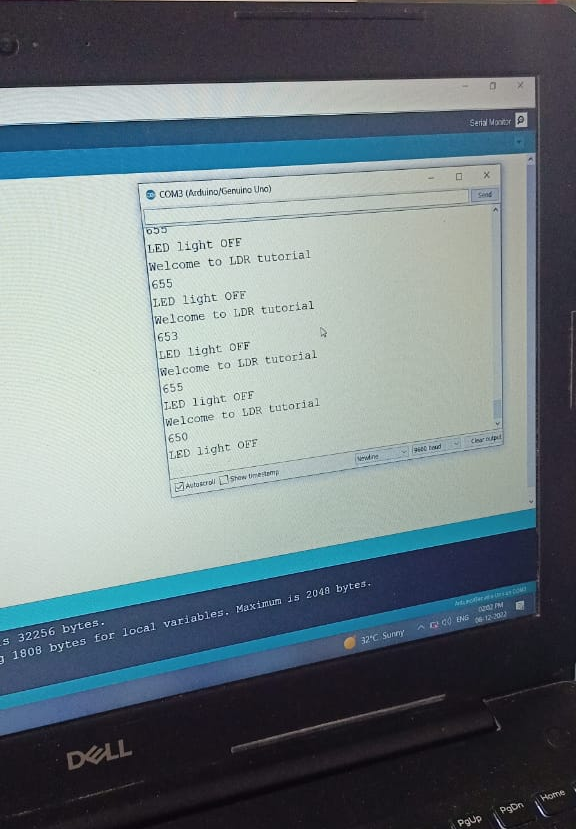 Serial Monitor
COM3 (Arduino/Genuino Uno)
Send
655
LED light OFF
Welcome to LDR tutorial
655
LED light OFF
Welcome to LDR tutorial
653
LED light OFF
Welcome to LDR tutorial
655
LED light OFF
Welcome to LDR tutorial
650
LED light OFF
Autoscroll Show timestamp Newline 9600 baud Clear output
s 32256 bytes.
g 1808 bytes for local variables. Maximum is 2048 bytes.
32°C Sunny ENG 02:02 PM
06-12-2022
DELL
PgUp PgDn Home